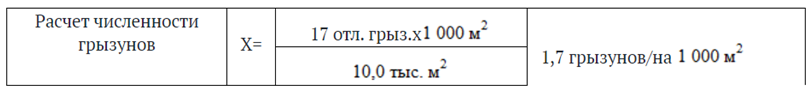 Расчет численности
грызунов
X=
17 отл. грыз.х1 000 м²
10,0 тыс. м²
1,7 грызунов/на 1 000 м²